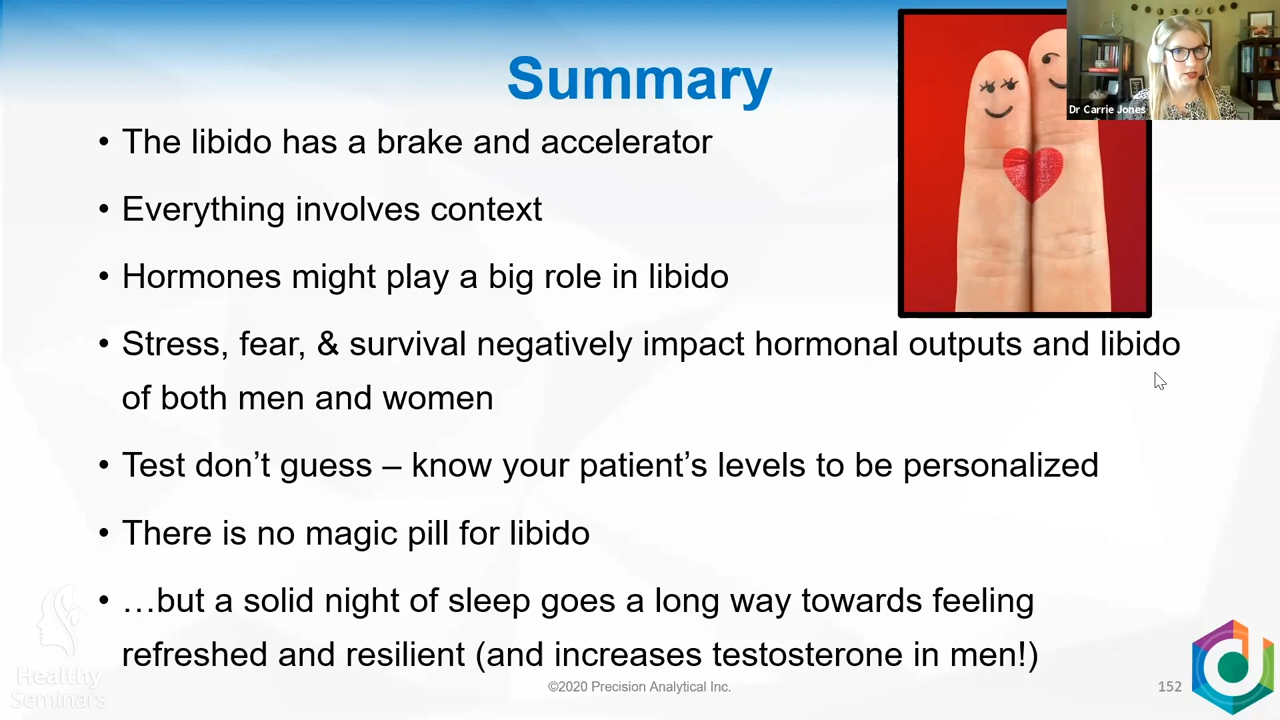 Summary
Dr Carrie Jones
• The libido has a brake and accelerator
• Everything involves context
• Hormones might play a big role in libido
• Stress, fear, & survival negatively impact hormonal outputs and libido
of both men and women
• Test don’t guess – know your patient’s levels to be personalized
• There is no magic pill for libido
• …but a solid night of sleep goes a long way towards feeling
refreshed and resilient (and increases testosterone in men!)
Healthy
Seminars
©2020 Precision Analytical Inc.
152